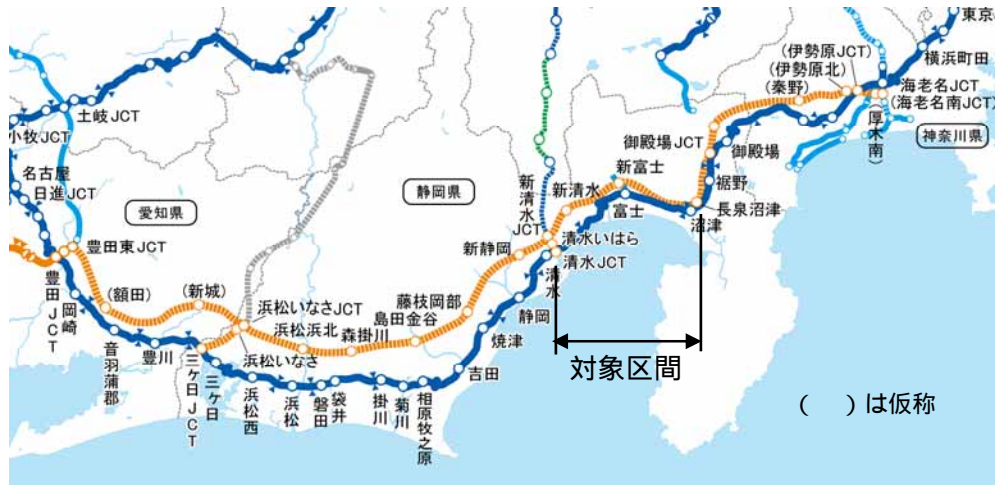 東京
横浜町田
(伊勢原JCT)
(伊勢原北)
(秦野)
海老名JCT
(海老名南JCT)
(厚木南)
神奈川県
御殿場JCT
御殿場
裾野
長泉沼津
沼津
新富士
富士
新清水
新清水JCT
清水いはら
清水JCT
清水
静岡県
新静岡
静岡
藤枝岡部
焼津
島田金谷
吉田
森掛川
浜松浜北
浜松いなさJCT
浜松いなさ
(新城)
(額田)
愛知県
土岐JCT
小牧JCT
名古屋
日進JCT
豊田東JCT
豊田JCT
岡崎
音羽蒲郡
豊川
三ヶ日JCT
三ヶ日
浜松西
浜松
磐田
袋井
掛川
菊川
相原牧之原
対象区間
( )は仮称